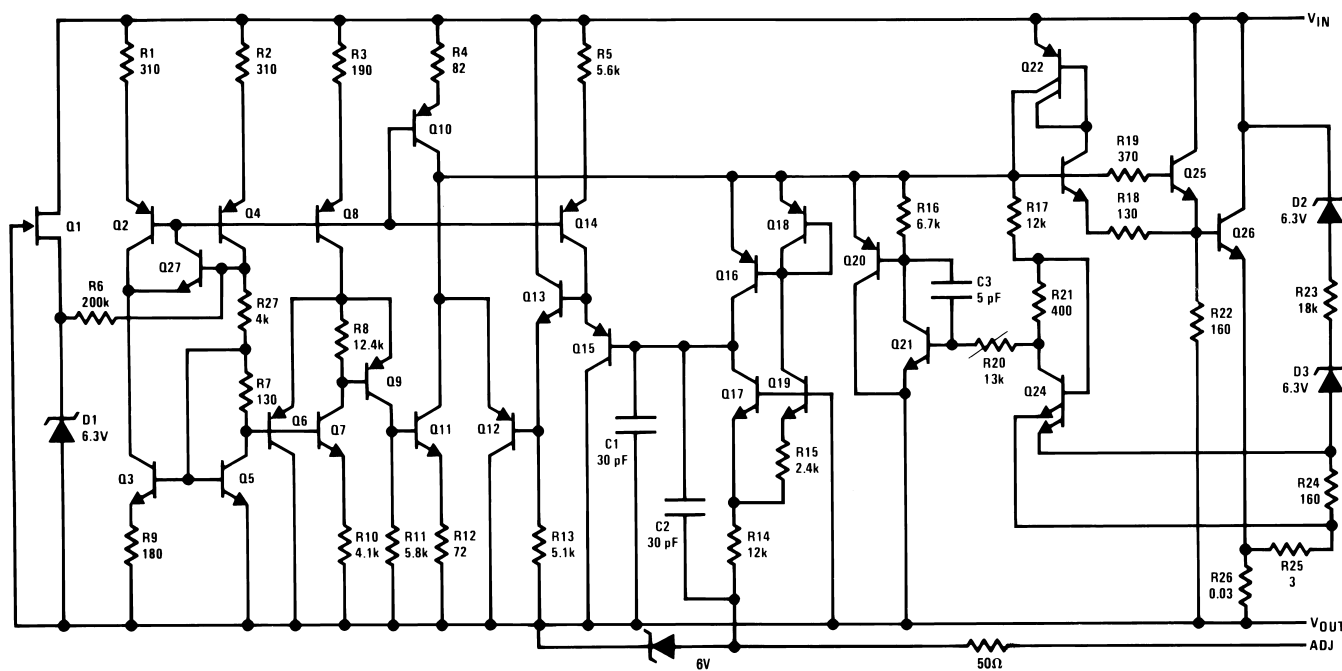 VIN
R1
310
R2
310
R3
190
R4
82
R5
5.6k
Q22
Q10
R19
370
Q25
R18
130
D2
6.3V
Q1
Q2
Q4
Q8
Q14
Q18
R16
6.7k
R17
12k
Q26
Q27
Q16
Q20
R6
200k
R27
4k
Q13
C3
5 pF
R21
400
R22
160
R23
18k
R8
12.4k
Q15
Q21
R20
13k
R7
130
Q9
Q17
Q19
Q24
D3
6.3V
D1
6.3V
Q6
Q7
Q11
Q12
C1
30 pF
R15
2.4k
Q3
Q5
R24
160
R9
180
R10
4.1k
R11
5.8k
R12
72
R13
5.1k
C2
30 pF
R14
12k
R25
3
R26
0.03
VOUT
6V
50Ω
ADJ